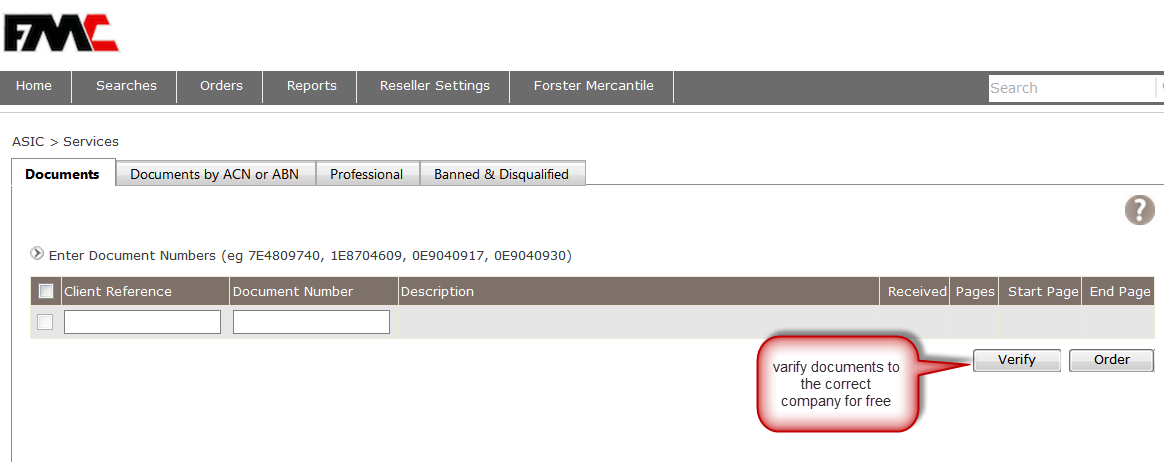 FMC
Home Searches Orders Reports Reseller Settings Forster Mercantile Search
ASIC > Services
Documents Documents by ACN or ABN Professional Banned & Disqualified
?
Enter Document Numbers (eg 7E4809740, 1E8704609, 0E9040917, 0E9040930)
Client Reference Document Number Description Received Pages Start Page End Page
Verify Order
varify documents to
the correct
company for free